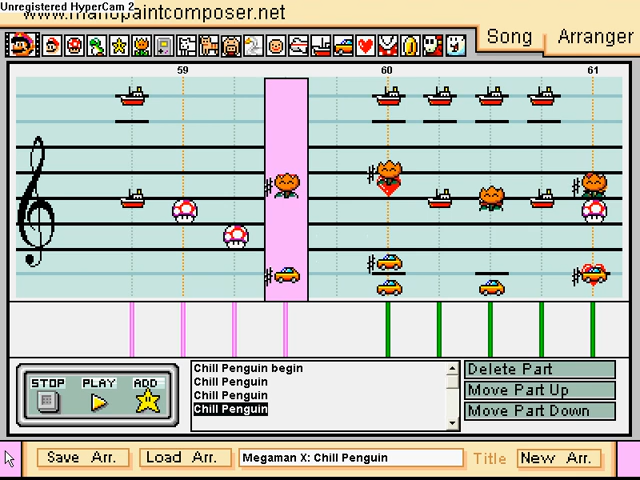 Unregistered HyperCam 2
www.mariopaintcomposer.net
Song
Arranger
59
60
61
STOP
PLAY
ADD
Chill Penguin begin
Chill Penguin
Chill Penguin
Chill Penguin
Delete Part
Move Part Up
Move Part Down
Save Arr.
Load Arr.
Megaman X: Chill Penguin
Title
New Arr.